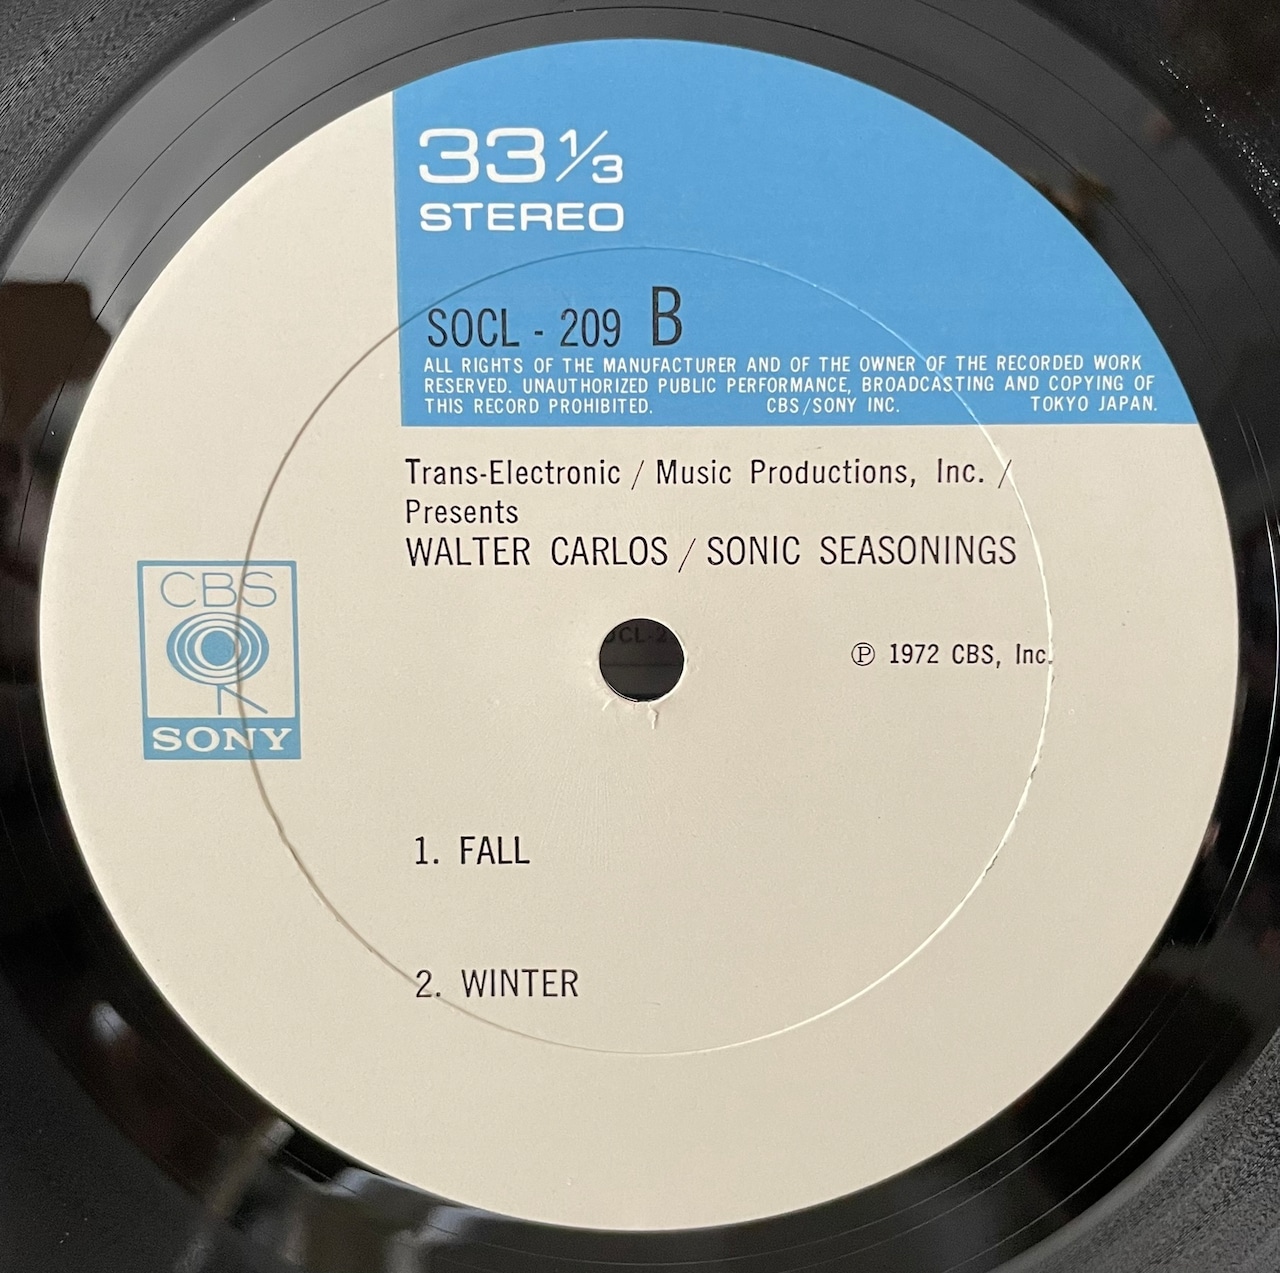 33 1/3
STEREO
SOCL - 209 B
ALL RIGHTS OF THE MANUFACTURER AND OF THE OWNER OF THE RECORDED WORK
RESERVED. UNAUTHORIZED PUBLIC PERFORMANCE, BROADCASTING AND COPYING OF
THIS RECORD PROHIBITED. CBS/SONY INC. TOKYO JAPAN.
Trans-Electronic / Music Productions, Inc. /
Presents
WALTER CARLOS / SONIC SEASONINGS
CBS
SONY
℗ 1972 CBS, Inc.
1. FALL
2. WINTER